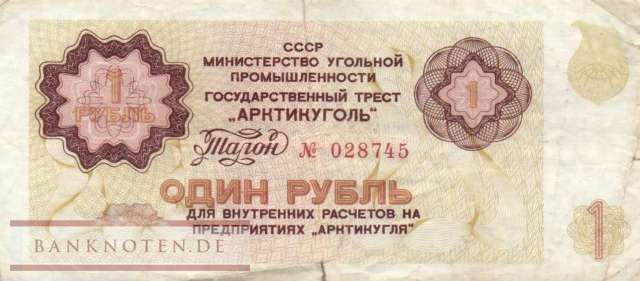 СССР
МИНИСТЕРСТВО УГОЛЬНОЙ
ПРОМЫШЛЕННОСТИ
ГОСУДАРСТВЕННЫЙ ТРЕСТ
„АРКТИКУГОЛЬ"
1
РУБЛЬ
1
Талон № 028745
ОДИН РУБЛЬ
ДЛЯ ВНУТРЕННИХ РАСЧЕТОВ НА
ПРЕДПРИЯТИЯХ „АРКТИКУГЛЯ"
1
BANKNOTEN.DE